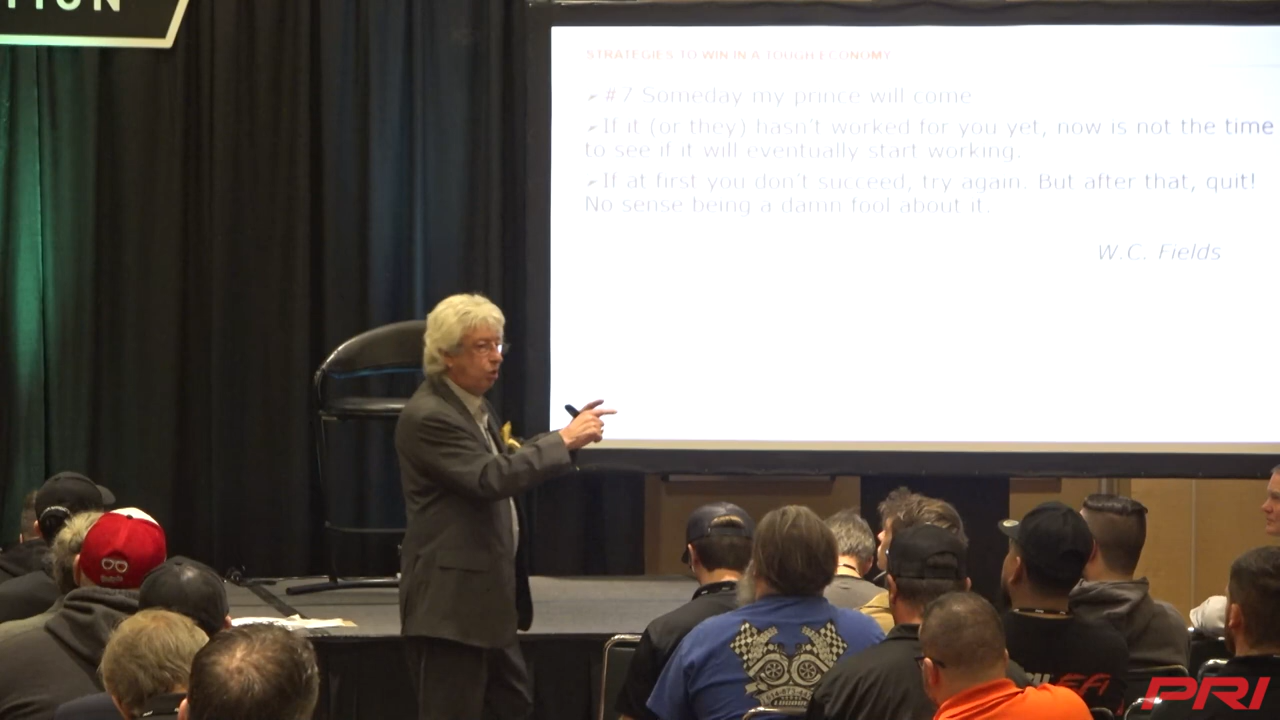 STRATEGIES TO WIN IN A TOUGH ECONOMY
#7 Someday my prince will come
If it (or they) hasn't worked for you yet, now is not the time
to see if it will eventually start working.
If at first you don't succeed, try again. But after that, quit!
No sense being a damn fool about it.
W.C. Fields
PRI